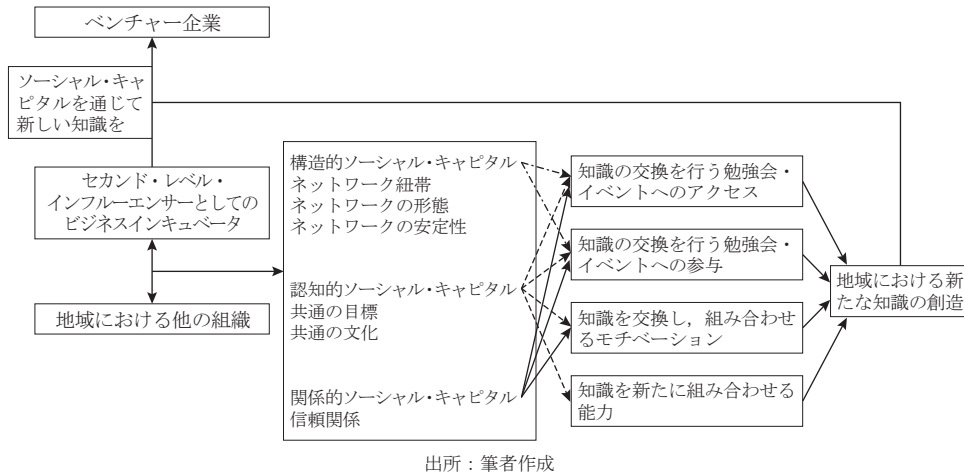 ベンチャー企業
ソーシャル・キャ
ピタルを通じて
新しい知識を
セカンド・レベル・
インフルーエンサーとしての
ビジネスインキュベータ
地域における他の組織
構造的ソーシャル・キャピタル
ネットワーク紐帯
ネットワークの形態
ネットワークの安定性
認知的ソーシャル・キャピタル
共通の目標
共通の文化
関係的ソーシャル・キャピタル
信頼関係
知識の交換を行う勉強会・
イベントへのアクセス
知識の交換を行う勉強会・
イベントへの参与
知識を交換し，組み合わせ
るモチベーション
知識を新たに組み合わせる
能力
地域における新
たな知識の創造
出所：筆者作成